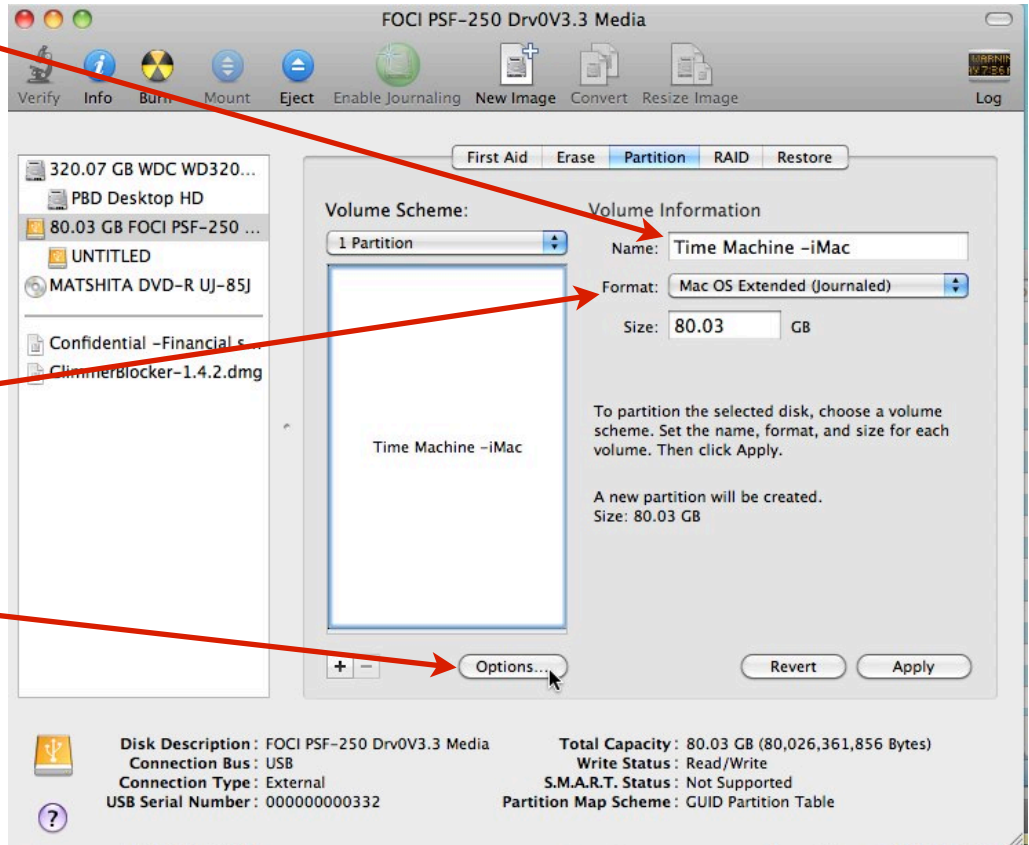 FOCI PSF-250 Drv0V3.3 Media
Verify Info Burn Mount Eject Enable Journaling New Image Convert Resize Image Log
First Aid Erase Partition RAID Restore
320.07 GB WDC WD320...
PBD Desktop HD
80.03 GB FOCI PSF-250 ...
UNTITLED
MATSHITA DVD-R UJ-85J
Confidential -Financial s...
GlimmerBlocker-1.4.2.dmg
Volume Scheme:
1 Partition
Time Machine -iMac
Volume Information
Name: Time Machine -iMac
Format: Mac OS Extended (Journaled)
Size: 80.03 GB
To partition the selected disk, choose a volume
scheme. Set the name, format, and size for each
volume. Then click Apply.
A new partition will be created.
Size: 80.03 GB
+ − Options... Revert Apply
Disk Description : FOCI PSF-250 Drv0V3.3 Media
Connection Bus : USB
Connection Type : External
USB Serial Number : 000000000332
Total Capacity : 80.03 GB (80,026,361,856 Bytes)
Write Status : Read/Write
S.M.A.R.T. Status : Not Supported
Partition Map Scheme : GUID Partition Table
?